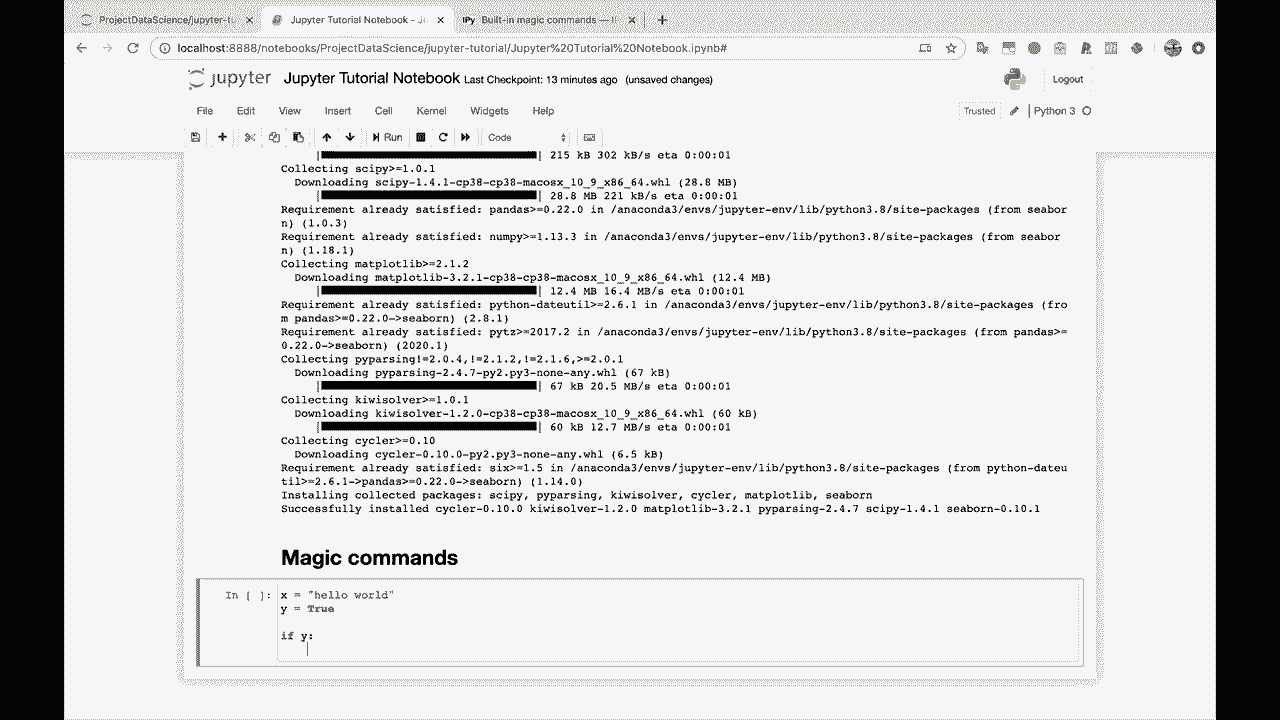 ProjectDataScience/jupyter-tu
Jupyter Tutorial Notebook - Ju
IPy Built-in magic commands — I
localhost:8888/notebooks/ProjectDataScience/jupyter-tutorial/Jupyter%20Tutorial%20Notebook.ipynb#
jupyter Jupyter Tutorial Notebook Last Checkpoint: 13 minutes ago (unsaved changes) Logout
File Edit View Insert Cell Kernel Widgets Help Trusted Python 3
Run Code
215 kB 302 kB/s eta 0:00:01
Collecting scipy>=1.0.1
Downloading scipy-1.4.1-cp38-cp38-macosx_10_9_x86_64.whl (28.8 MB)
28.8 MB 221 kB/s eta 0:00:01
Requirement already satisfied: pandas>=0.22.0 in /anaconda3/envs/jupyter-env/lib/python3.8/site-packages (from seabor
n) (1.0.3)
Requirement already satisfied: numpy>=1.13.3 in /anaconda3/envs/jupyter-env/lib/python3.8/site-packages (from seabor
n) (1.18.1)
Collecting matplotlib>=2.1.2
Downloading matplotlib-3.2.1-cp38-cp38-macosx_10_9_x86_64.whl (12.4 MB)
12.4 MB 16.4 MB/s eta 0:00:01
Requirement already satisfied: python-dateutil>=2.6.1 in /anaconda3/envs/jupyter-env/lib/python3.8/site-packages (fro
m pandas>=0.22.0->seaborn) (2.8.1)
Requirement already satisfied: pytz>=2017.2 in /anaconda3/envs/jupyter-env/lib/python3.8/site-packages (from pandas>=
0.22.0->seaborn) (2020.1)
Collecting pyparsing!=2.0.4,!=2.1.2,!=2.1.6,>=2.0.1
Downloading pyparsing-2.4.7-py2.py3-none-any.whl (67 kB)
67 kB 20.5 MB/s eta 0:00:01
Collecting kiwisolver>=1.0.1
Downloading kiwisolver-1.2.0-cp38-cp38-macosx_10_9_x86_64.whl (60 kB)
60 kB 12.7 MB/s eta 0:00:01
Collecting cycler>=0.10
Downloading cycler-0.10.0-py2.py3-none-any.whl (6.5 kB)
Requirement already satisfied: six>=1.5 in /anaconda3/envs/jupyter-env/lib/python3.8/site-packages (from python-dateu
til>=2.6.1->pandas>=0.22.0->seaborn) (1.14.0)
Installing collected packages: scipy, pyparsing, kiwisolver, cycler, matplotlib, seaborn
Successfully installed cycler-0.10.0 kiwisolver-1.2.0 matplotlib-3.2.1 pyparsing-2.4.7 scipy-1.4.1 seaborn-0.10.1
Magic commands
In [ ]: x = "hello world"
y = True
if y: